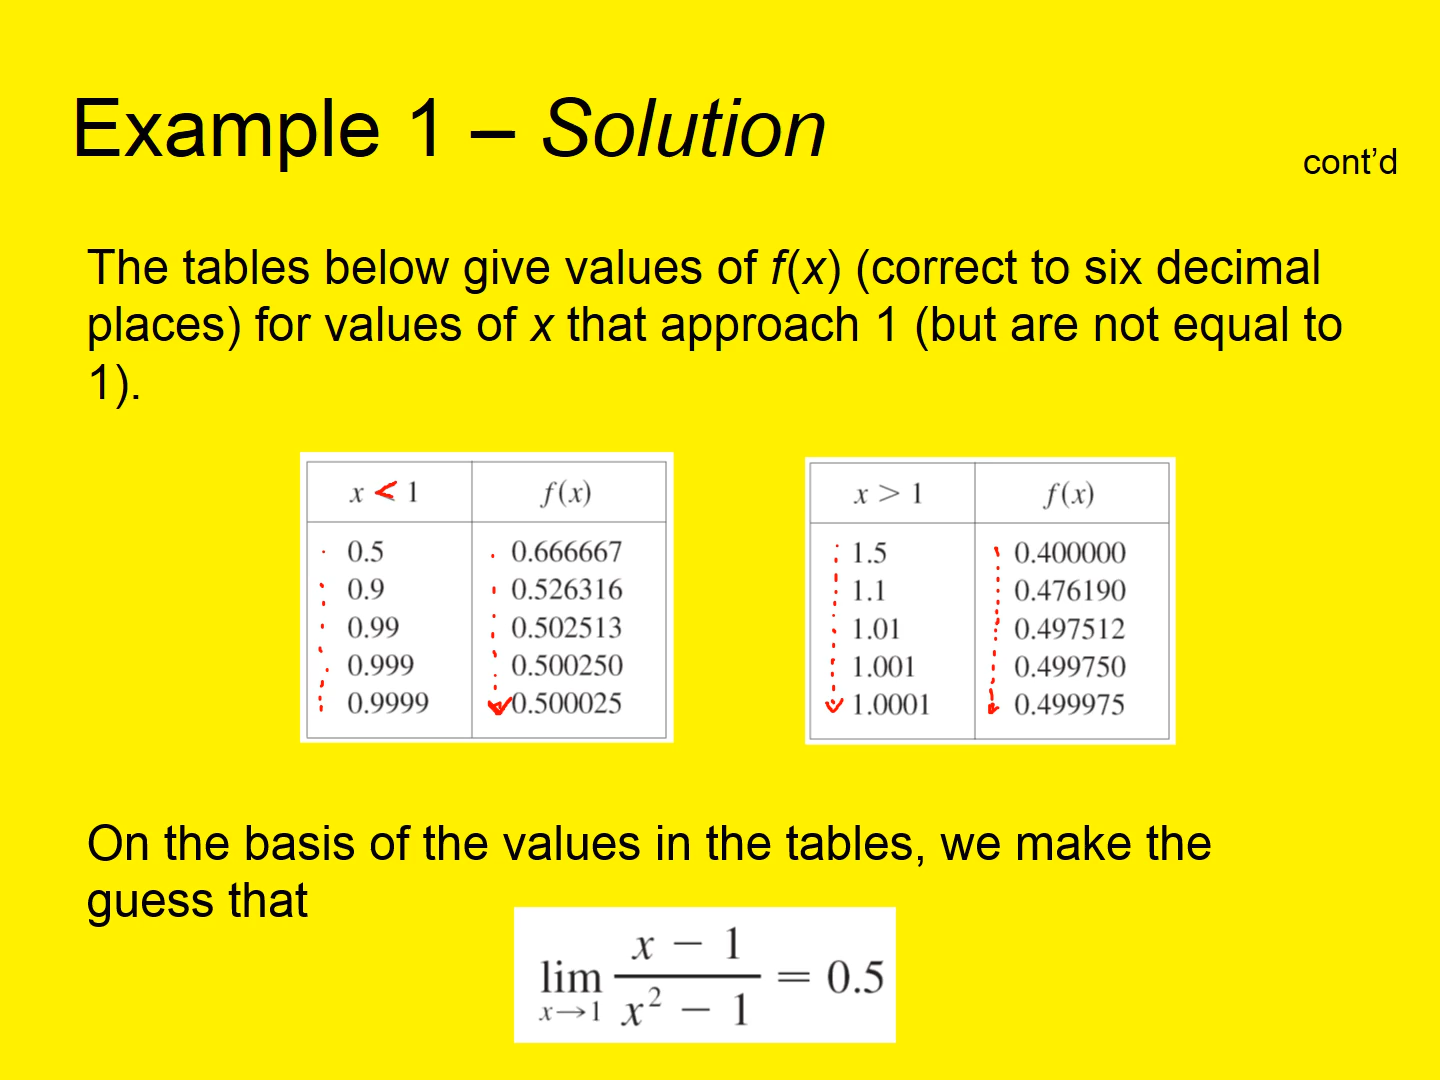 Example 1 – Solution
cont’d
The tables below give values of f(x) (correct to six decimal
places) for values of x that approach 1 (but are not equal to
1).
x < 1 f(x)
0.5 0.666667
0.9 0.526316
0.99 0.502513
0.999 0.500250
0.9999 0.500025
x > 1 f(x)
1.5 0.400000
1.1 0.476190
1.01 0.497512
1.001 0.499750
1.0001 0.499975
On the basis of the values in the tables, we make the
guess that
x − 1
lim = 0.5
x→1 x² − 1